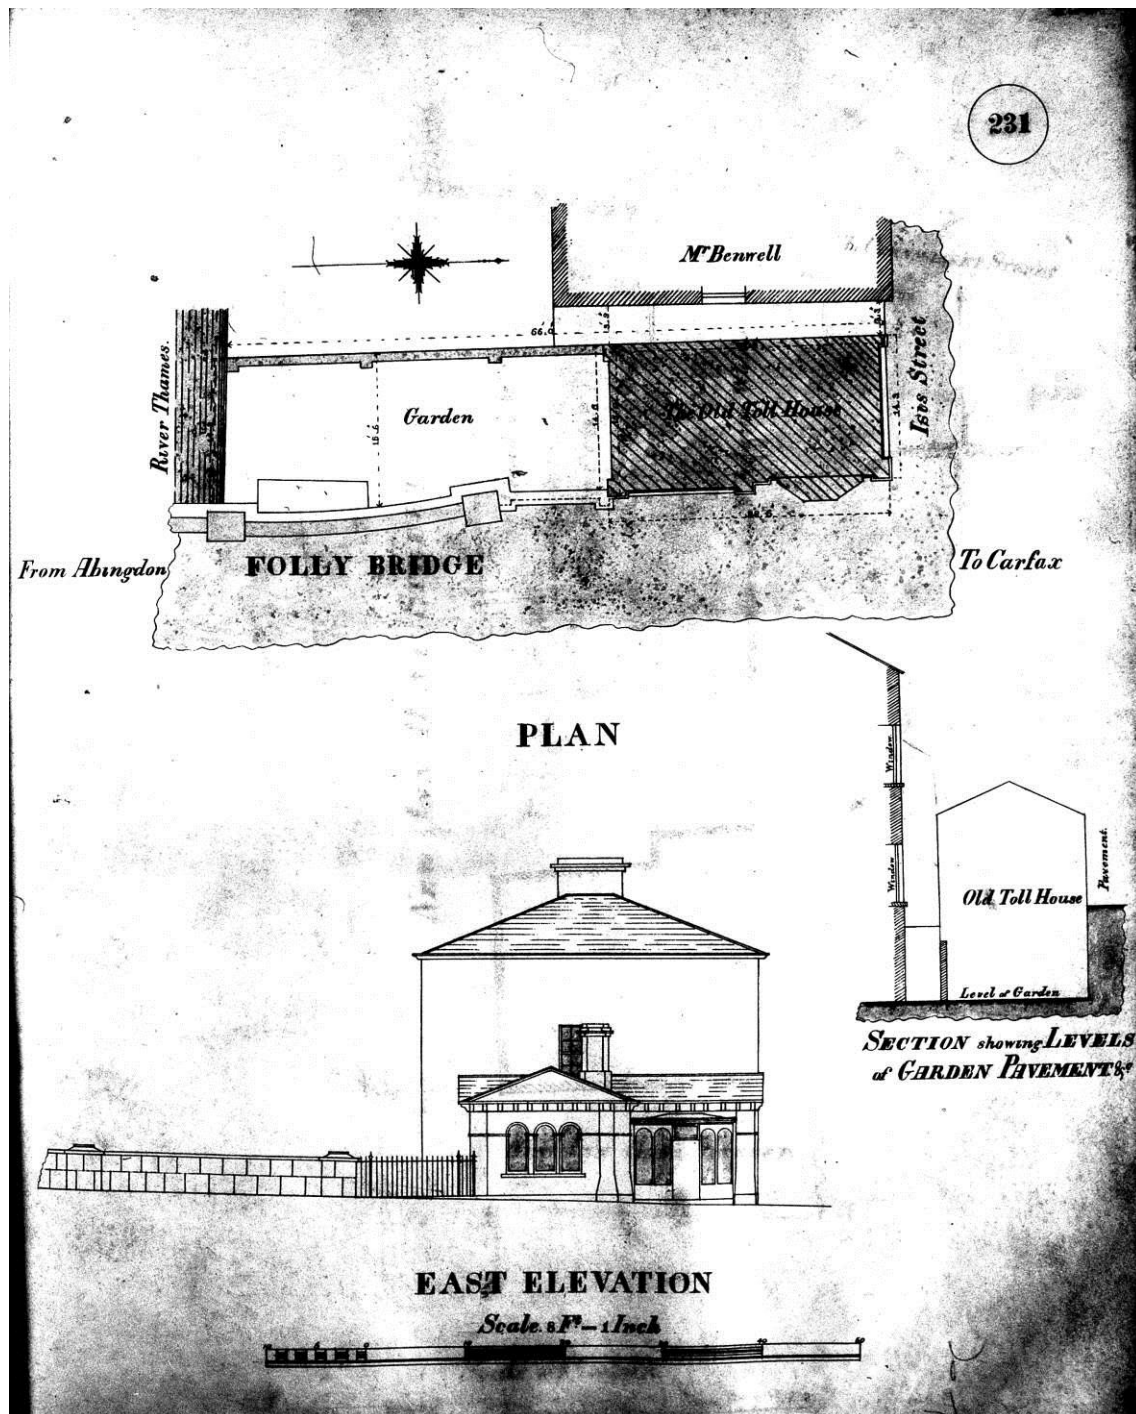 231
Mr Benwell
66.0
River Thames.
Garden
The Old Toll House
Isis Street
From Abingdon
FOLLY BRIDGE
To Carfax
PLAN
Window
Window
Old Toll House
Pavement.
Level of Garden
SECTION showing LEVELS
of GARDEN PAVEMENT &c
EAST ELEVATION
Scale. 8 Ft - 1 Inch